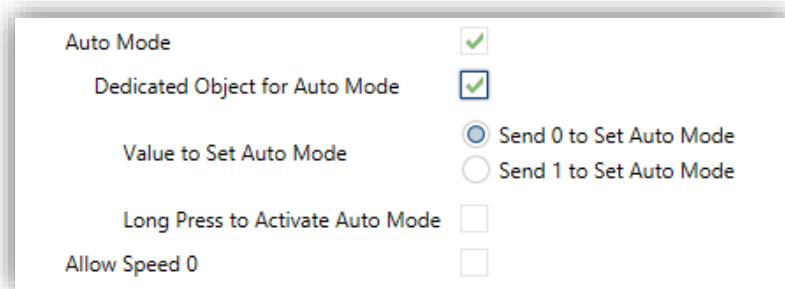 Auto Mode
Dedicated Object for Auto Mode
Send 0 to Set Auto Mode
Value to Set Auto Mode
Send 1 to Set Auto Mode
Long Press to Activate Auto Mode
Allow Speed 0